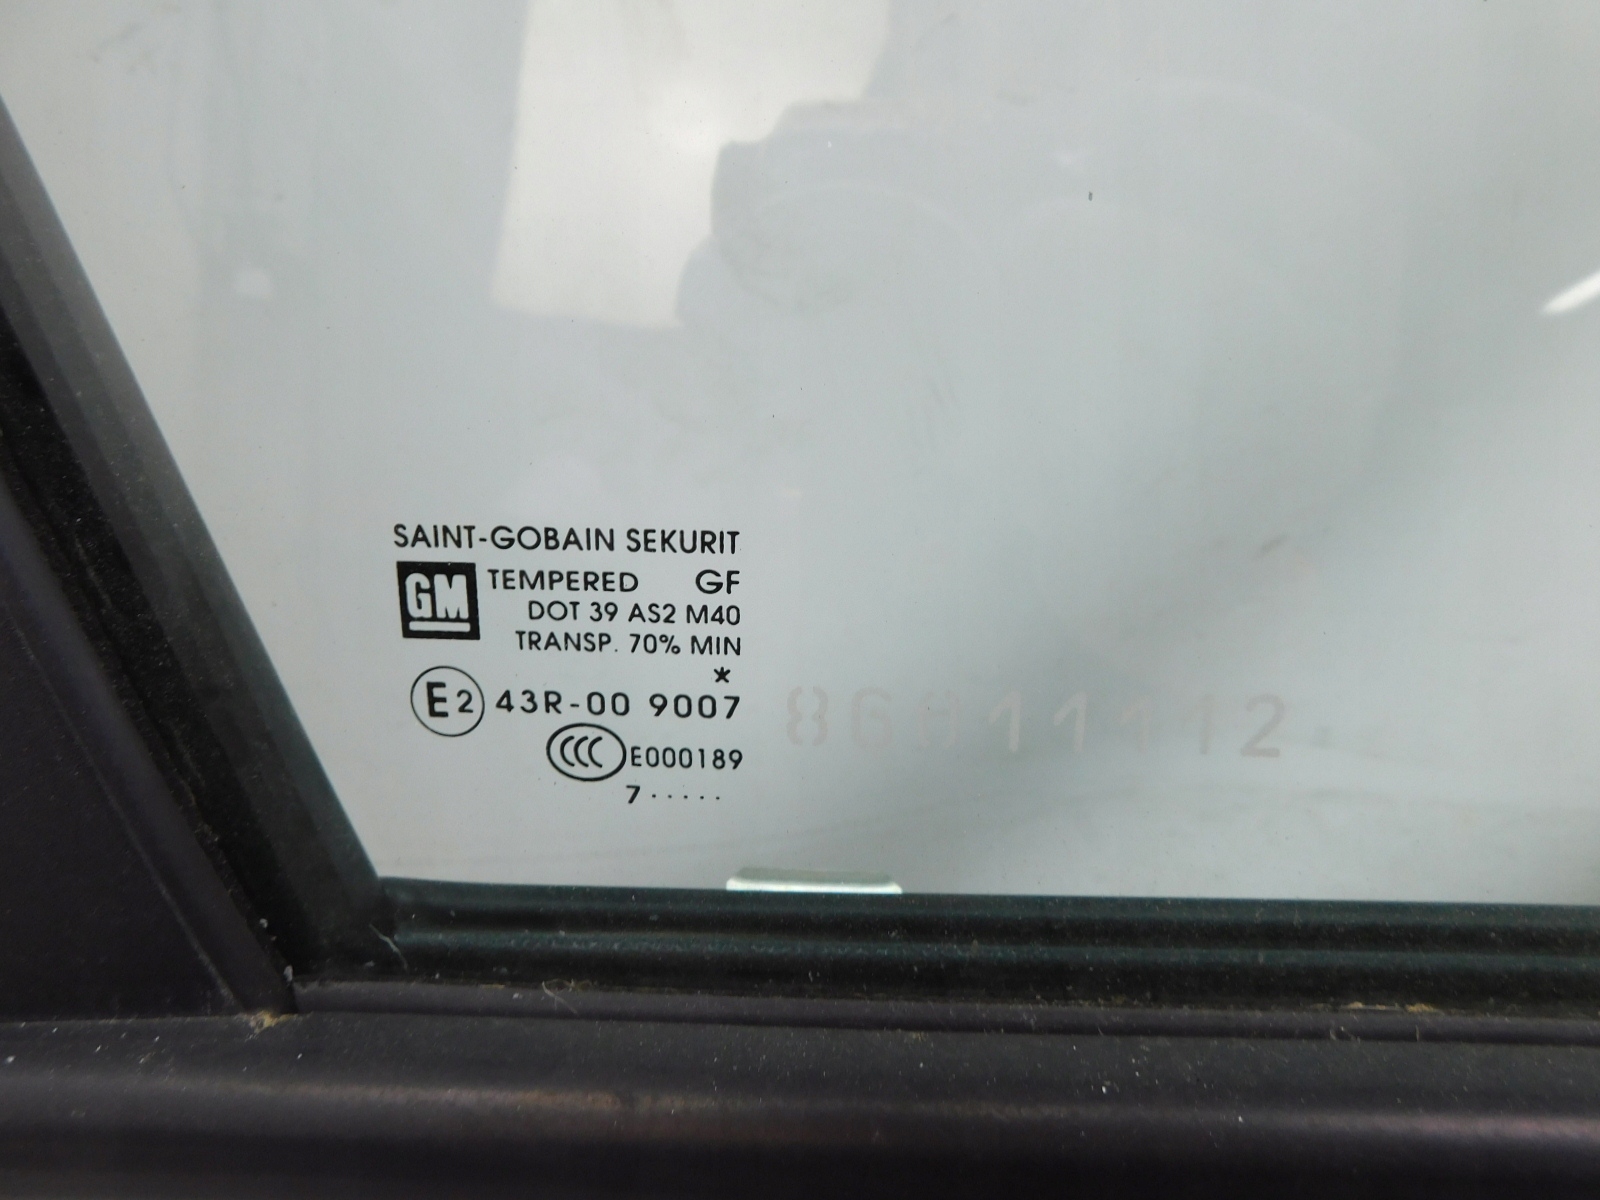 SAINT-GOBAIN SEKURIT
GM TEMPERED GF
DOT 39 AS2 M40
TRANSP. 70% MIN
*
E2 43R-00 9007
CCC E000189
7 . . . . .